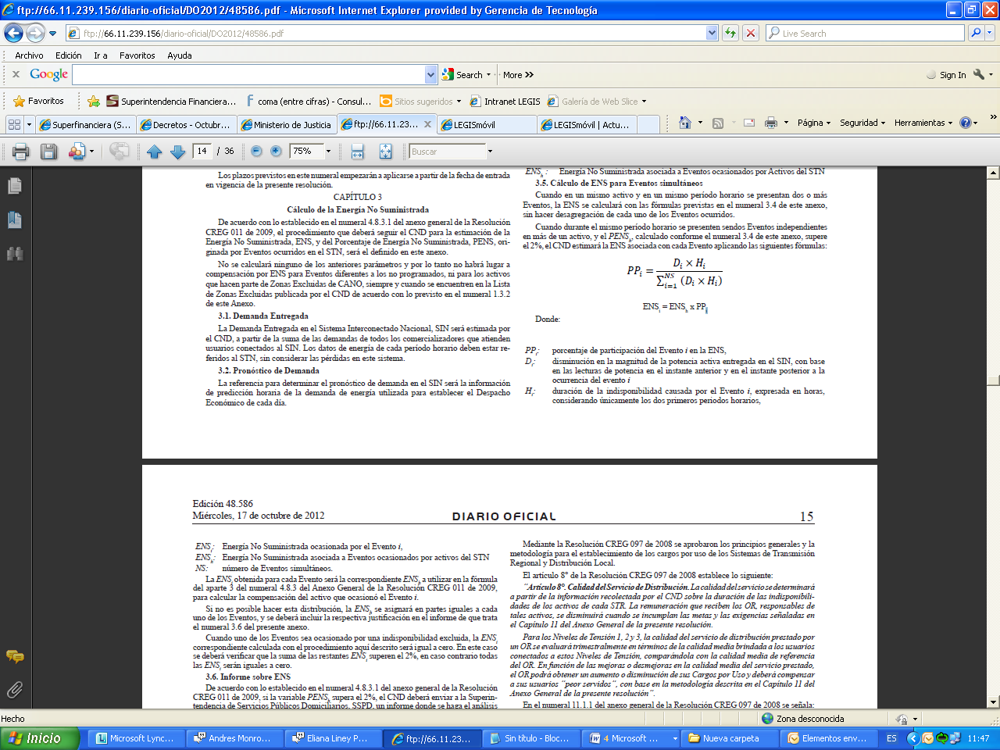 ftp://66.11.239.156/diario-oficial/DO2012/48586.pdf - Microsoft Internet Explorer provided by Gerencia de Tecnología
ftp://66.11.239.156/diario-oficial/DO2012/48586.pdf
Live Search
Archivo Edición Ir a Favoritos Ayuda
x Google Search More »» Sign In
Favoritos Superintendencia Financiera... coma (entre cifras) - Consul... Sitios sugeridos Intranet LEGIS Galería de Web Slice
Superfinanciera (S... Decretos - Octubr... Ministerio de Justicia ftp://66.11.23... LEGISmóvil LEGISmóvil | Actu... Página Seguridad Herramientas
14 / 36 75% Buscar
Los plazos previstos en este numeral empezarán a aplicarse a partir de la fecha de entrada
en vigencia de la presente resolución.
CAPÍTULO 3
Cálculo de la Energía No Suministrada
De acuerdo con lo establecido en el numeral 4.8.3.1 del anexo general de la Resolución
CREG 011 de 2009, el procedimiento que deberá seguir el CND para la estimación de la
Energía No Suministrada, ENS, y del Porcentaje de Energía No Suministrada, PENS, ori-
ginada por Eventos ocurridos en el STN, será el definido en este anexo.
No se calculará ninguno de los anteriores parámetros y por lo tanto no habrá lugar a
compensación por ENS para Eventos diferentes a los no programados, ni para los activos
que hacen parte de Zonas Excluidas de CANO, siempre y cuando se encuentren en la Lista
de Zonas Excluidas publicada por el CND de acuerdo con lo previsto en el numeral 1.3.2
de este Anexo.
3.1. Demanda Entregada
La Demanda Entregada en el Sistema Interconectado Nacional, SIN será estimada por
el CND, a partir de la suma de las demandas de todos los comercializadores que atienden
usuarios conectados al SIN. Los datos de energía de cada período horario deben estar re-
feridos al STN, sin considerar las pérdidas en este sistema.
3.2. Pronóstico de Demanda
La referencia para determinar el pronóstico de demanda en el SIN será la información
de predicción horaria de la demanda de energía utilizada para establecer el Despacho
Económico de cada día.
ENSh : Energía No Suministrada asociada a Eventos ocasionados por Activos del STN
3.5. Cálculo de ENS para Eventos simultáneos
Cuando en un mismo activo y en un mismo período horario se presentan dos o más
Eventos, la ENS se calculará con las fórmulas previstas en el numeral 3.4 de este anexo,
sin hacer desagregación de cada uno de los Eventos ocurridos.
Cuando durante el mismo período horario se presenten sendos Eventos independientes
en más de un activo, y el PENSh, calculado conforme el numeral 3.4 de este anexo, supere
el 2%, el CND estimará la ENS asociada con cada Evento aplicando las siguientes fórmulas:
PPi = Di × Hi / ∑NS i=1 (Di × Hi)
ENSi = ENSh x PPi
Donde:
PPi: porcentaje de participación del Evento i en la ENS,
Di: disminución en la magnitud de la potencia activa entregada en el SIN, con base
en las lecturas de potencia en el instante anterior y en el instante posterior a la
ocurrencia del evento i
Hi: duración de la indisponibilidad causada por el Evento i, expresada en horas,
considerando únicamente los dos primeros periodos horarios,
Edición 48.586
Miércoles, 17 de octubre de 2012 DIARIO OFICIAL 15
ENSi: Energía No Suministrada ocasionada por el Evento i,
ENSh: Energía No Suministrada asociada a Eventos ocasionados por activos del STN
NS: número de Eventos simultáneos.
La ENSi obtenida para cada Evento será la correspondiente ENSh a utilizar en la fórmula
del aparte 3 del numeral 4.8.3 del Anexo General de la Resolución CREG 011 de 2009,
para calcular la compensación del activo que ocasionó el Evento i.
Si no es posible hacer esta distribución, la ENSh se asignará en partes iguales a cada
uno de los Eventos, y se deberá incluir la respectiva justificación en el informe de que trata
el numeral 3.6 del presente anexo.
Cuando uno de los Eventos sea ocasionado por una indisponibilidad excluida, la ENSi
correspondiente calculada con el procedimiento aquí descrito será igual a cero. En este caso
se deberá verificar que la suma de las restantes ENSi superen el 2%, en caso contrario todas
las ENSi serán iguales a cero.
3.6. Informe sobre ENS
De acuerdo con lo establecido en el numeral 4.8.3.1 del anexo general de la Resolución
CREG 011 de 2009, si la variable PENSh supera el 2%, el CND deberá enviar a la Superin-
tendencia de Servicios Públicos Domiciliarios, SSPD, un informe donde se haga el análisis
Mediante la Resolución CREG 097 de 2008 se aprobaron los principios generales y la
metodología para el establecimiento de los cargos por uso de los Sistemas de Transmisión
Regional y Distribución Local.
El artículo 8° de la Resolución CREG 097 de 2008 establece lo siguiente:
"Artículo 8°. Calidad del Servicio de Distribución. La calidad del servicio se determinará
a partir de la información recolectada por el CND sobre la duración de las indisponibili-
dades de los activos de cada STR. La remuneración que reciben los OR, responsables de
tales activos, se disminuirá cuando se incumplan las metas y las exigencias señaladas en
el Capítulo 11 del Anexo General de la presente resolución.
Para los Niveles de Tensión 1, 2 y 3, la calidad del servicio de distribución prestado por
un OR se evaluará trimestralmente en términos de la calidad media brindada a los usuarios
conectados a estos Niveles de Tensión, comparándola con la calidad media de referencia
del OR. En función de las mejoras o desmejoras en la calidad media del servicio prestado,
el OR podrá obtener un aumento o disminución de sus Cargos por Uso y deberá compensar
a sus usuarios "peor servidos", con base en la metodología descrita en el Capítulo 11 del
Anexo General de la presente resolución".
En el numeral 11.1.1 del anexo general de la Resolución CREG 097 de 2008 se señala:
Hecho Zona desconocida
Inicio Microsoft Lync... Andres Monro... Eliana Liney P... ftp://66.11.23... Sin título - Bloc... 4 Microsoft ... Nueva carpeta Elementos env... ES 11:47